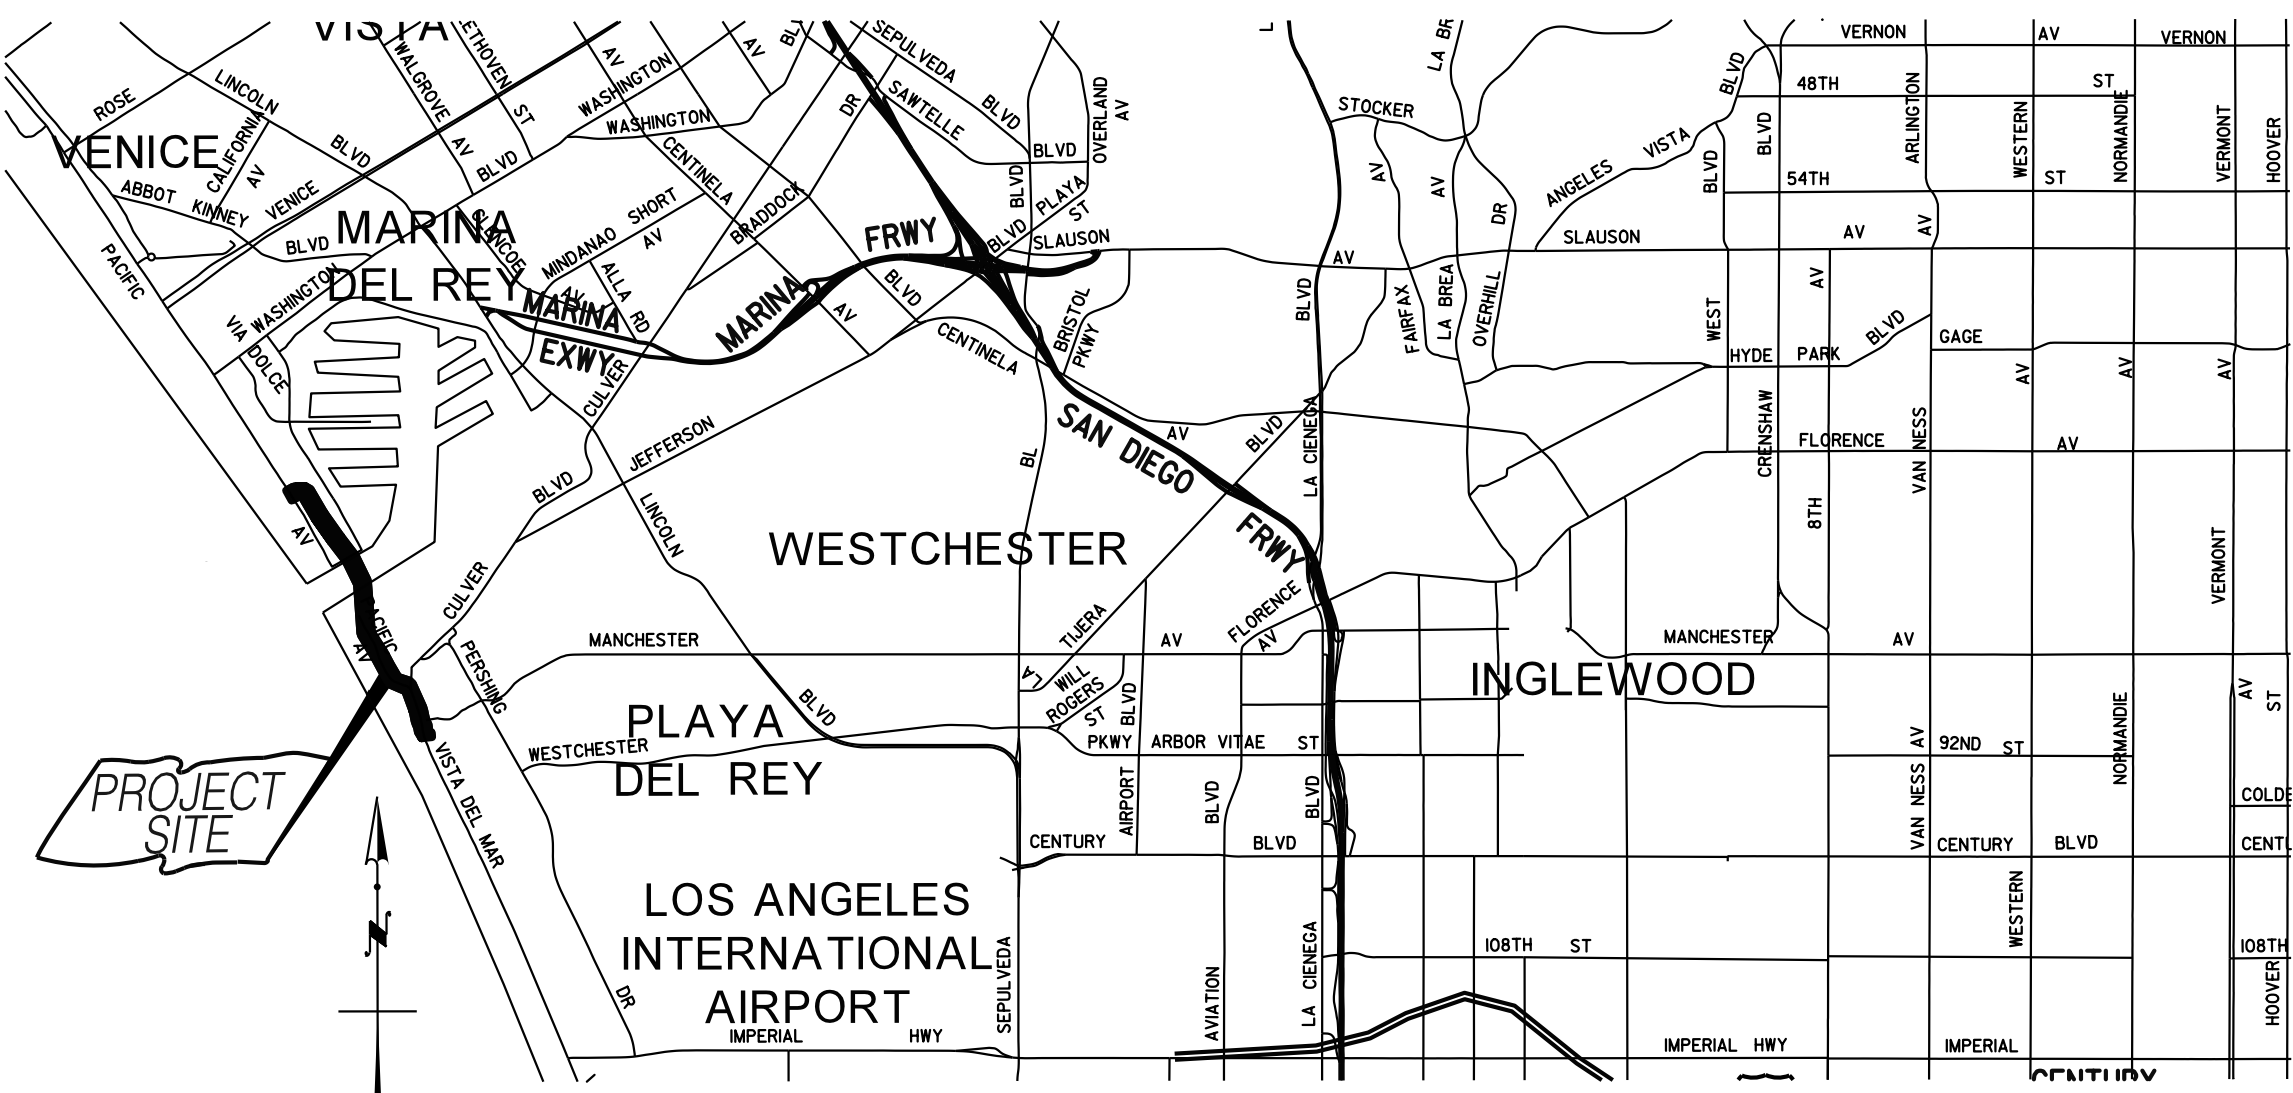 VISTA
VENICE
MARINA
DEL REY
WESTCHESTER
PLAYA
DEL REY
INGLEWOOD
LOS ANGELES
INTERNATIONAL
AIRPORT
PROJECT
SITE
ROSE
LINCOLN
BLVD
CALIFORNIA
AV
ABBOT
KINNEY
BLVD
VENICE
WALGROVE
AV
ST
AV
AV
WASHINGTON
BLVD
WASHINGTON
SEPULVEDA
BLVD
SAWTELLE
BLVD
OVERLAND
AV
DR
CENTINELA
AV
SHORT
AV
MINDANAO
AV
BRADDOCK
GLENCOE
ALLA
RD
WASHINGTON
VIA
DOLCE
PACIFIC
AV
MARINA
EXWY
MARINA
FRWY
BLVD
PLAYA
ST
SLAUSON
BLVD
BLVD
CENTINELA
AV
BRISTOL
PKWY
CULVER
BLVD
JEFFERSON
SAN DIEGO
FRWY
LINCOLN
BLVD
CULVER
PACIFIC
AV
PERSHING
DR
VISTA DEL MAR
MANCHESTER
AV
WESTCHESTER
PKWY
ARBOR VITAE
ST
LA
TIJERA
BLVD
WILL
ROGERS
ST
FLORENCE
AV
AIRPORT
BLVD
CENTURY
BLVD
SEPULVEDA
BL
AVIATION
BLVD
LA CIENEGA
BLVD
IMPERIAL
HWY
STOCKER
LA BR
AV
AV
DR
ANGELES
VISTA
BLVD
SLAUSON
AV
AV
LA CIENEGA
BLVD
FAIRFAX
LA BREA
OVERHILL
VERNON
AV
VERNON
48TH
ST
54TH
ST
BLVD
BLVD
ARLINGTON
AV
WESTERN
AV
NORMANDIE
AV
VERMONT
AV
HOOVER
WEST
HYDE
PARK
BLVD
GAGE
AV
CRENSHAW
FLORENCE
AV
VAN NESS
8TH
VERMONT
AV
ST
MANCHESTER
AV
92ND
ST
VAN NESS
AV
NORMANDIE
CENTURY
BLVD
WESTERN
108TH
ST
108TH
HOOVER
IMPERIAL
HWY
IMPERIAL
CENTURY